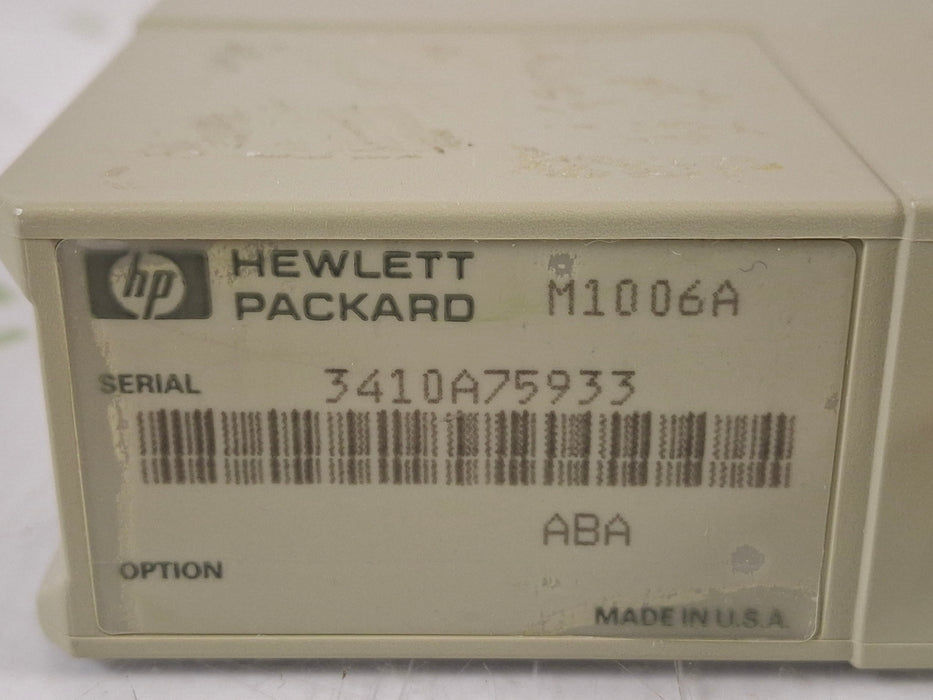 hp HEWLETT
PACKARD M1006A
SERIAL 3410A75933
ABA
OPTION
MADE IN U.S.A.